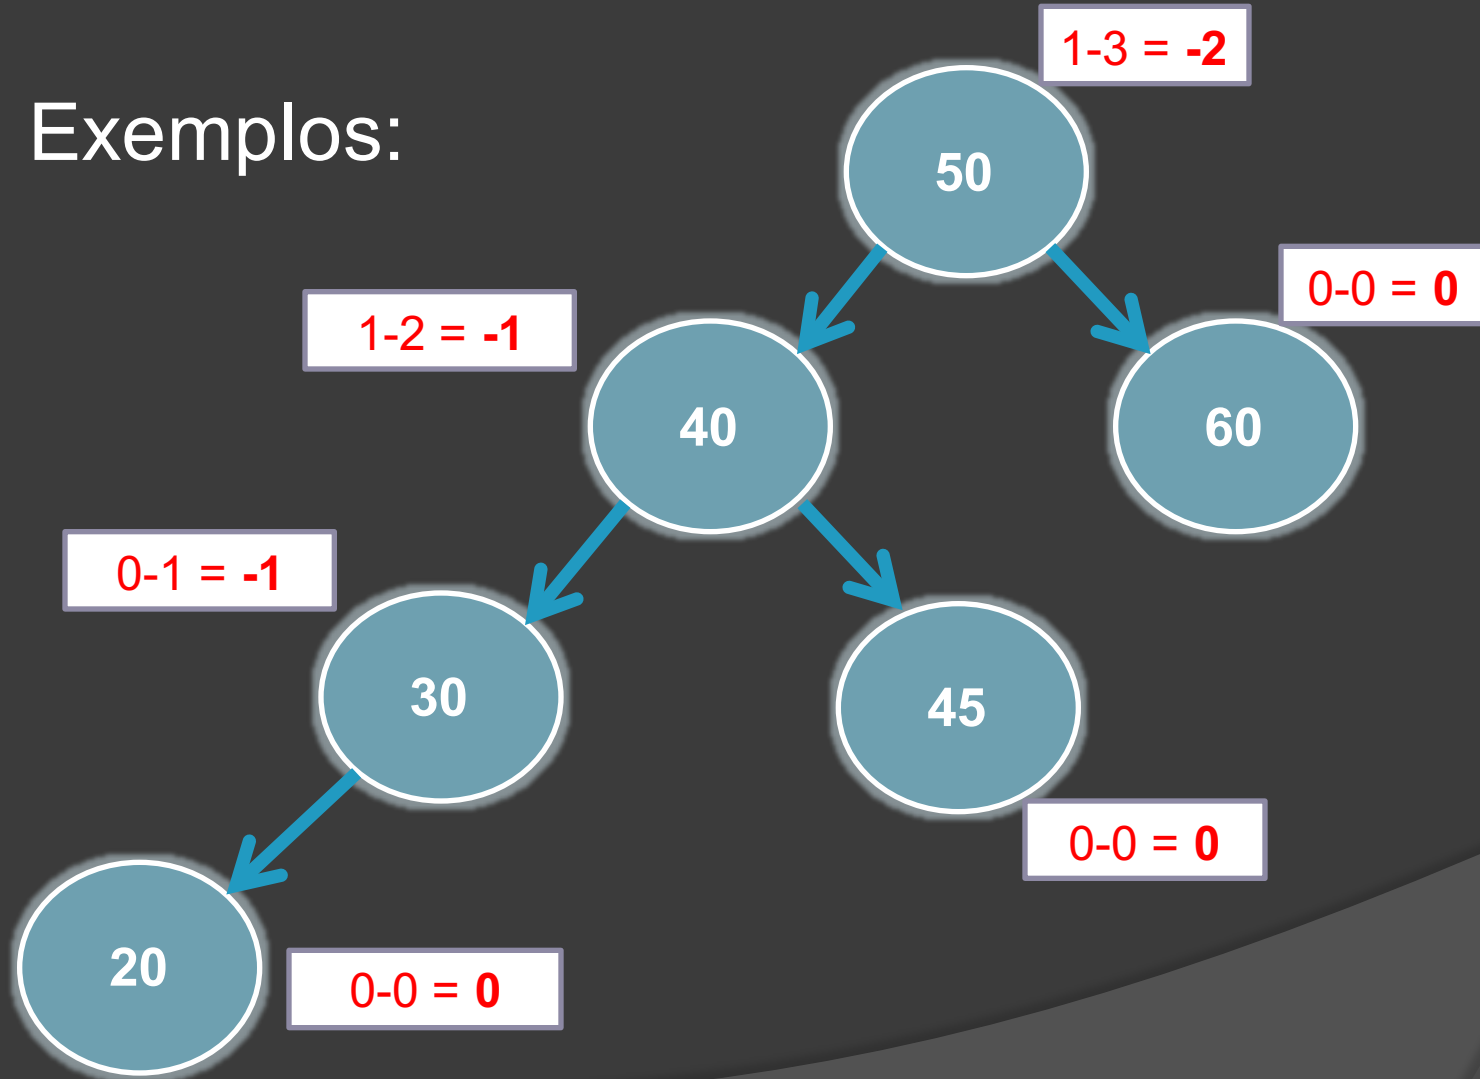 1-3 = -2
Exemplos:
50
0-0 = 0
1-2 = -1
40
60
0-1 = -1
30
45
0-0 = 0
20
0-0 = 0